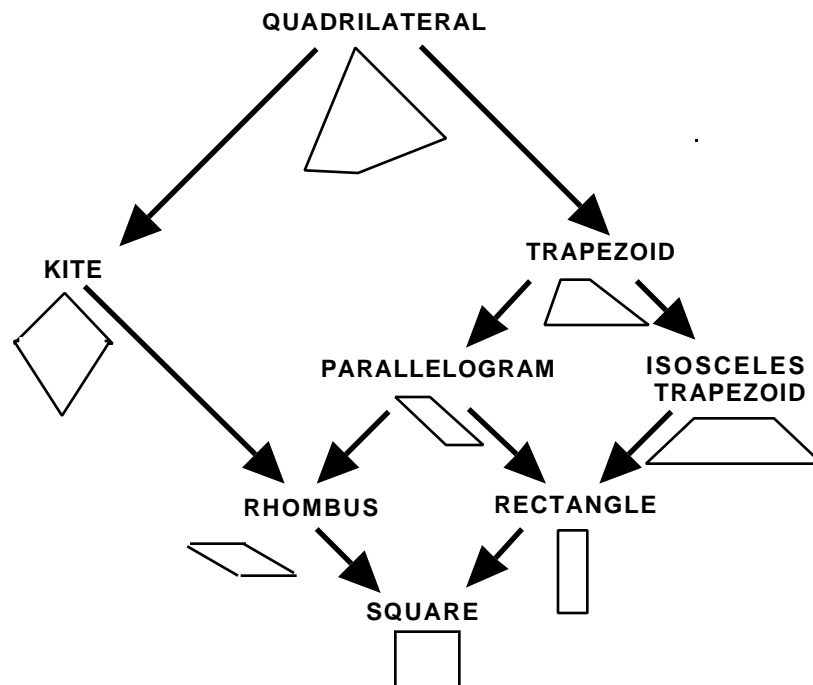 QUADRILATERAL
TRAPEZOID
KITE
PARALLELOGRAM
ISOSCELES
TRAPEZOID
RHOMBUS
RECTANGLE
SQUARE